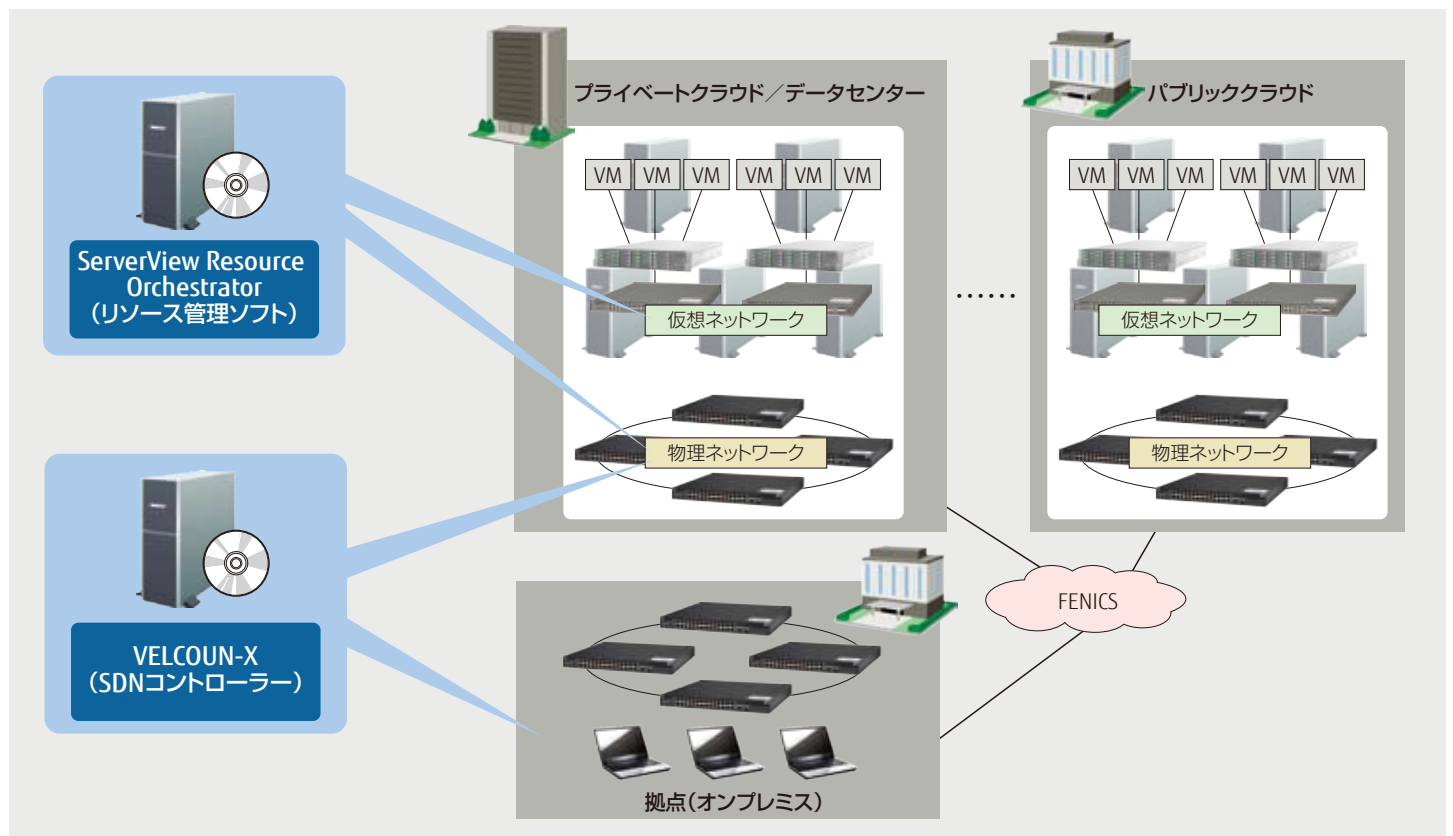 ServerView Resource
Orchestrator
（リソース管理ソフト）
VELCOUN-X
（SDNコントローラー）
プライベートクラウド／データセンター
VM VM VM VM VM VM
仮想ネットワーク
物理ネットワーク
……
パブリッククラウド
VM VM VM VM VM VM
仮想ネットワーク
物理ネットワーク
FENICS
拠点（オンプレミス）